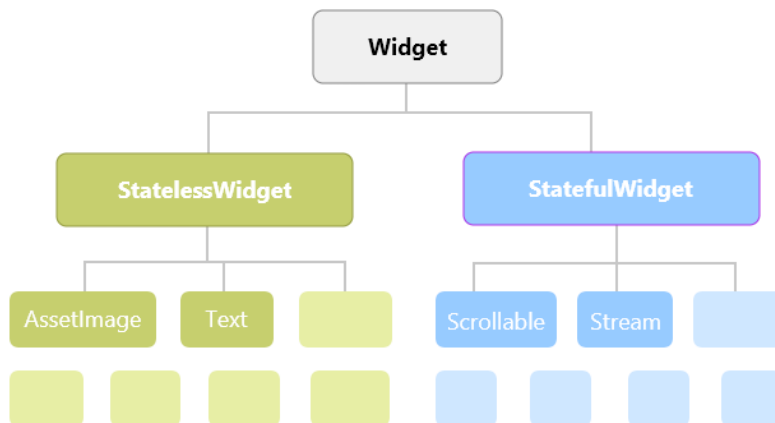 Widget
StatelessWidget
StatefulWidget
AssetImage
Text
Scrollable
Stream